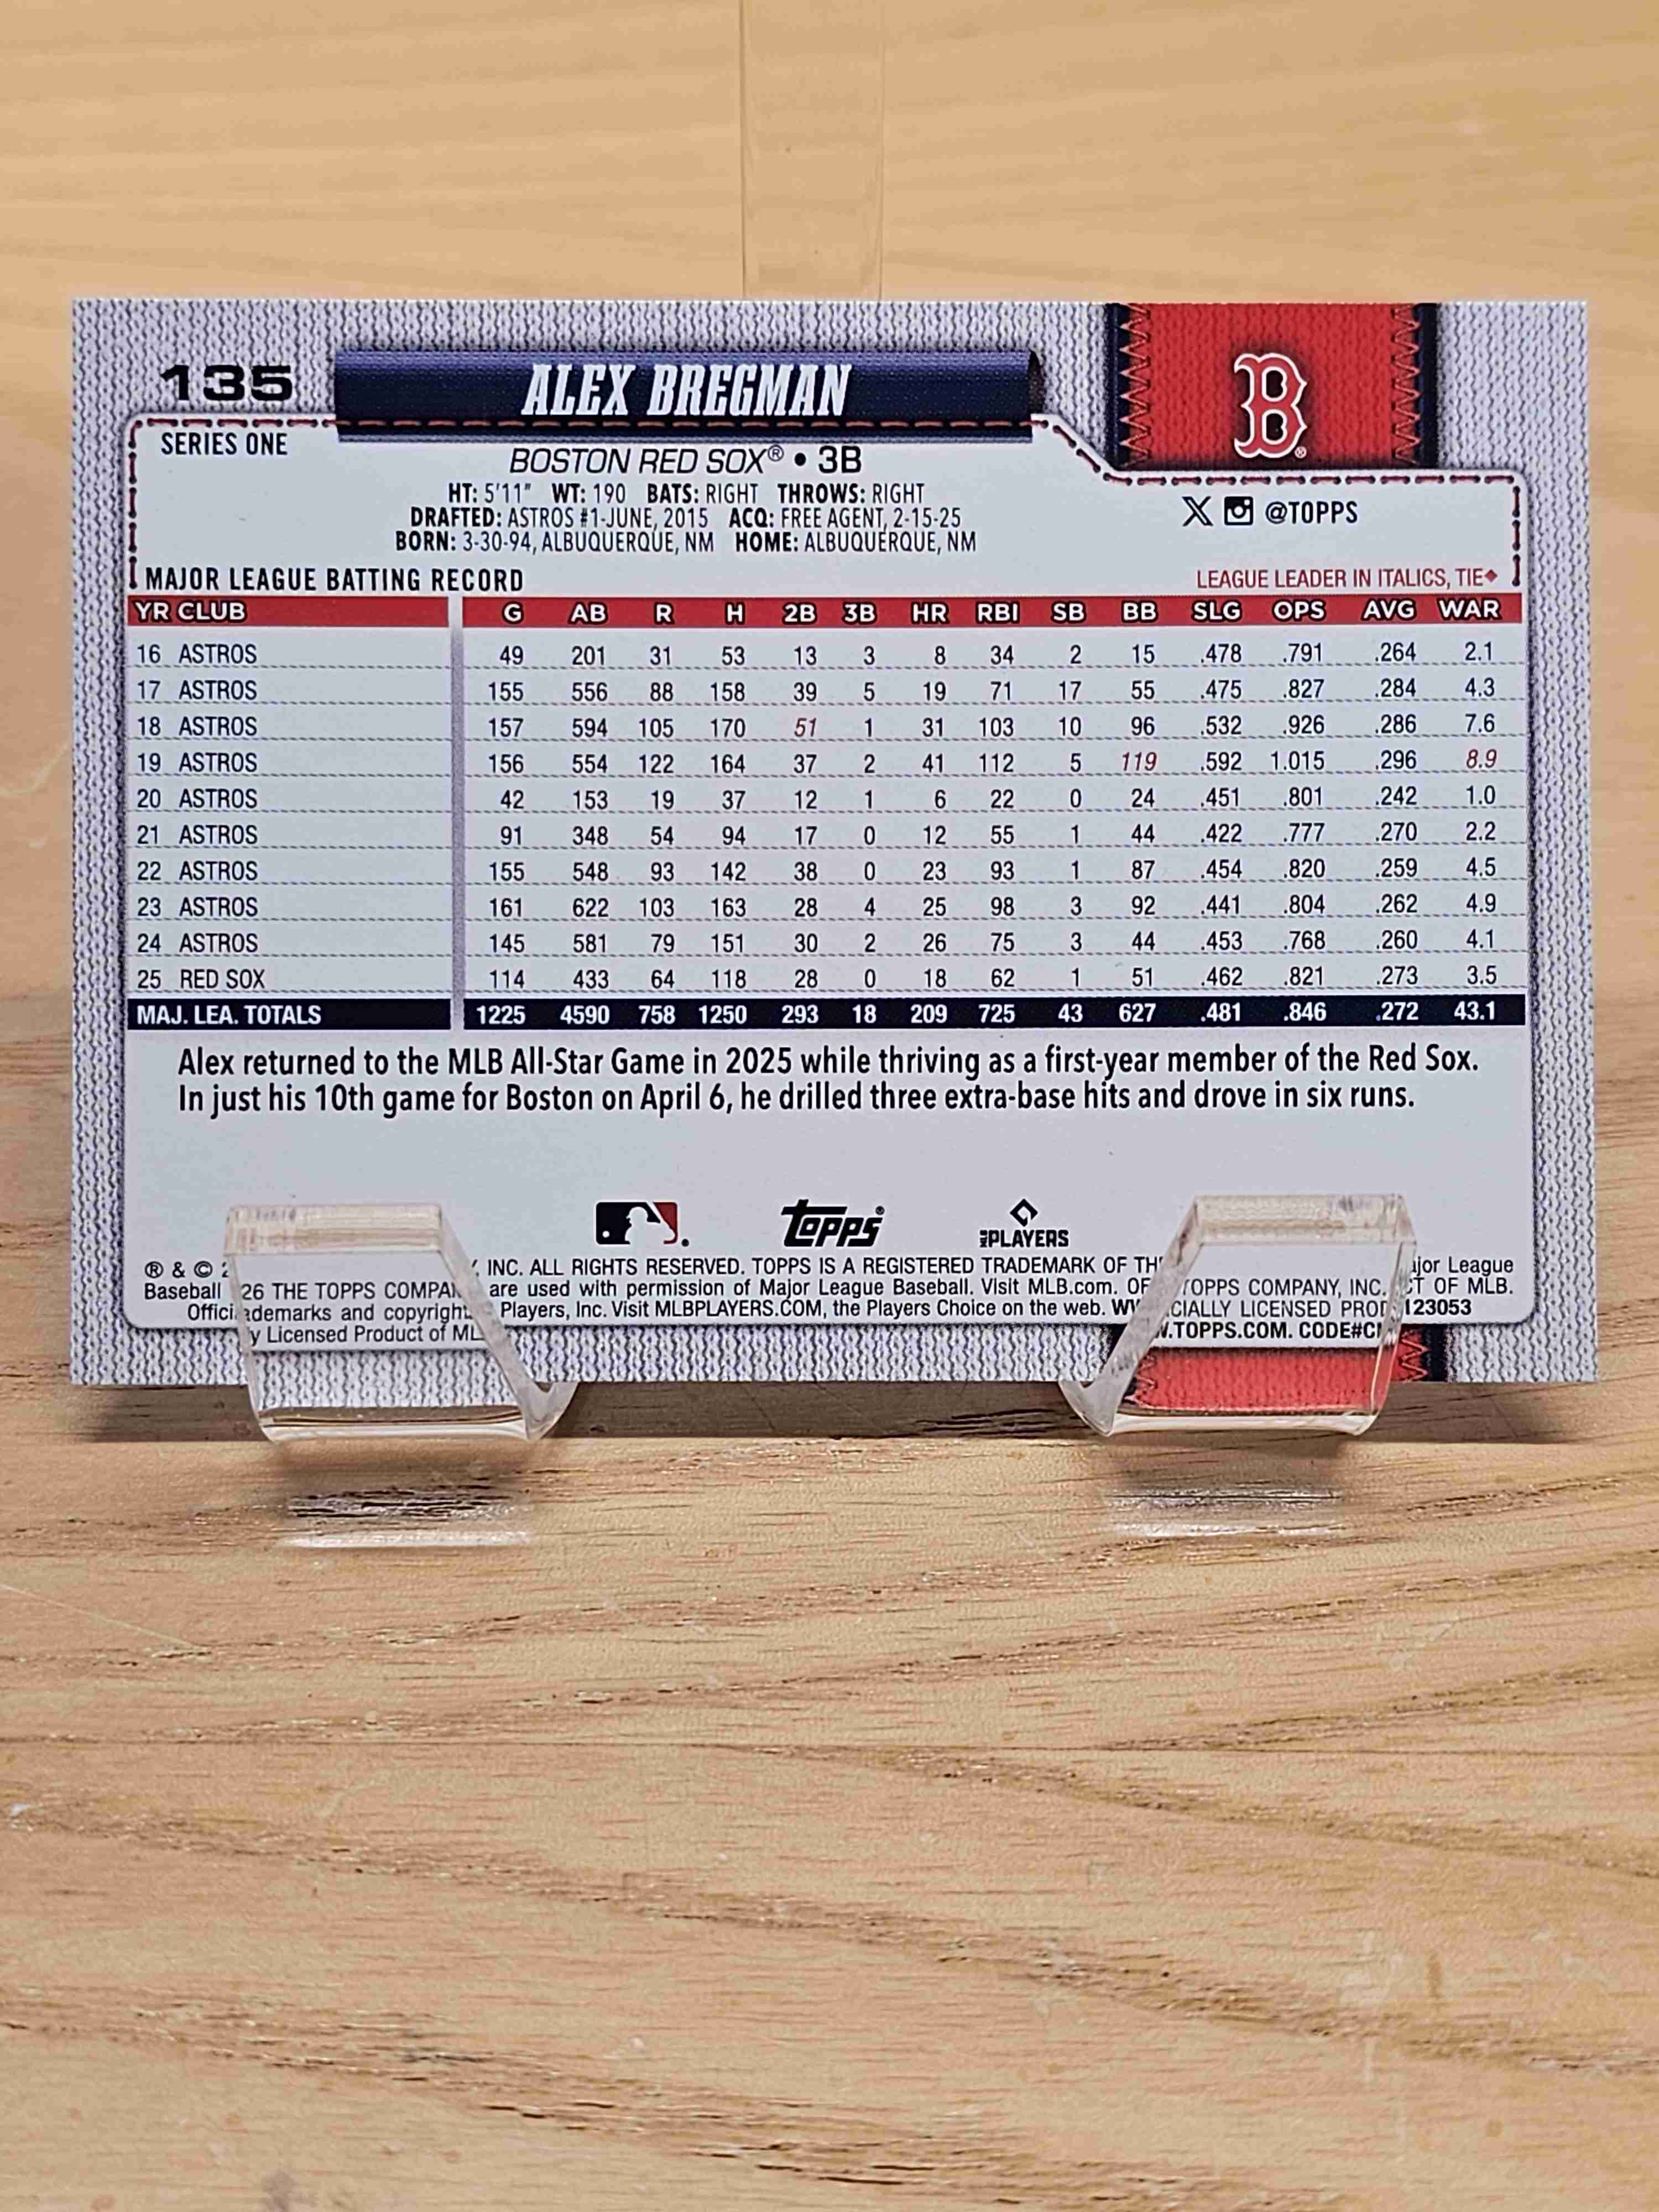 135
ALEX BREGMAN
B
SERIES ONE
BOSTON RED SOX® • 3B
HT: 5'11" WT: 190 BATS: RIGHT THROWS: RIGHT
DRAFTED: ASTROS #1-JUNE, 2015 ACQ: FREE AGENT, 2-15-25
BORN: 3-30-94, ALBUQUERQUE, NM HOME: ALBUQUERQUE, NM
X @TOPPS
MAJOR LEAGUE BATTING RECORD LEAGUE LEADER IN ITALICS, TIE◆
YR CLUB G AB R H 2B 3B HR RBI SB BB SLG OPS AVG WAR
16 ASTROS 49 201 31 53 13 3 8 34 2 15 .478 .791 .264 2.1
17 ASTROS 155 556 88 158 39 5 19 71 17 55 .475 .827 .284 4.3
18 ASTROS 157 594 105 170 51 1 31 103 10 96 .532 .926 .286 7.6
19 ASTROS 156 554 122 164 37 2 41 112 5 119 .592 1.015 .296 8.9
20 ASTROS 42 153 19 37 12 1 6 22 0 24 .451 .801 .242 1.0
21 ASTROS 91 348 54 94 17 0 12 55 1 44 .422 .777 .270 2.2
22 ASTROS 155 548 93 142 38 0 23 93 1 87 .454 .820 .259 4.5
23 ASTROS 161 622 103 163 28 4 25 98 3 92 .441 .804 .262 4.9
24 ASTROS 145 581 79 151 30 2 26 75 3 44 .453 .768 .260 4.1
25 RED SOX 114 433 64 118 28 0 18 62 1 51 .462 .821 .273 3.5
MAJ. LEA. TOTALS 1225 4590 758 1250 293 18 209 725 43 627 .481 .846 .272 43.1
Alex returned to the MLB All-Star Game in 2025 while thriving as a first-year member of the Red Sox.
In just his 10th game for Boston on April 6, he drilled three extra-base hits and drove in six runs.
topps®
MLB PLAYERS
® & © INC. ALL RIGHTS RESERVED. TOPPS IS A REGISTERED TRADEMARK OF League
Baseball 26 THE TOPPS are used with permission of Major League Baseball. Visit MLB.com. TOPPS COMPANY, INC. OF MLB.
Players, Inc. Visit MLBPLAYERS.COM, the Players Choice on the web. LICENSED 123053
Licensed Product of